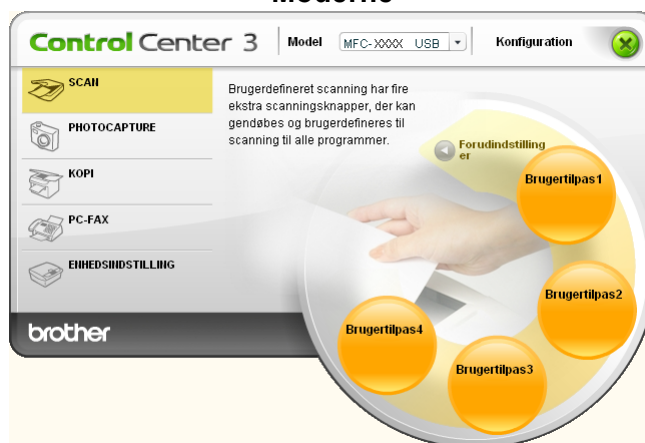 Moderne
Control Center 3
Model
MFC-XXXX USB
Konfiguration
SCAN
PHOTOCAPTURE
KOPI
PC-FAX
ENHEDSINDSTILLING
Brugerdefineret scanning har fire
ekstra scanningsknapper, der kan
gendøbes og brugerdefineres til
scanning til alle programmer.
Forudindstilling
er
Brugertilpas1
Brugertilpas2
Brugertilpas3
Brugertilpas4
brother